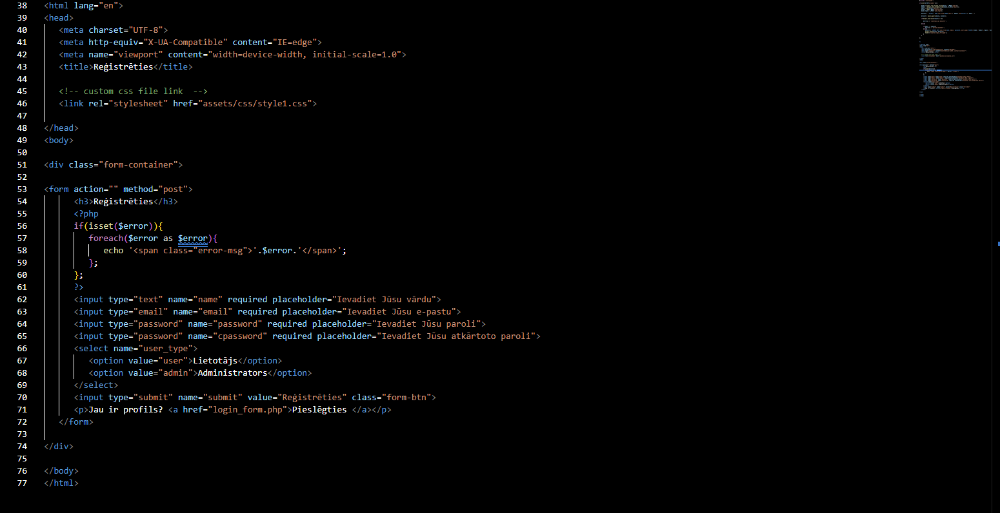 38 <html lang="en">
39 <head>
40 <meta charset="UTF-8">
41 <meta http-equiv="X-UA-Compatible" content="IE=edge">
42 <meta name="viewport" content="width=device-width, initial-scale=1.0">
43 <title>Reģistrēties</title>
44
45 <!-- custom css file link  -->
46 <link rel="stylesheet" href="assets/css/style1.css">
47
48 </head>
49 <body>
50
51 <div class="form-container">
52
53 <form action="" method="post">
54 <h3>Reģistrēties</h3>
55 <?php
56 if(isset($error)){
57 foreach($error as $error){
58 echo '<span class="error-msg">'.$error.'</span>';
59 };
60 };
61 ?>
62 <input type="text" name="name" required placeholder="Ievadiet Jūsu vārdu">
63 <input type="email" name="email" required placeholder="Ievadiet Jūsu e-pastu">
64 <input type="password" name="password" required placeholder="Ievadiet Jūsu paroli">
65 <input type="password" name="cpassword" required placeholder="Ievadiet Jūsu atkārtoto paroli">
66 <select name="user_type">
67 <option value="user">Lietotājs</option>
68 <option value="admin">Administrators</option>
69 </select>
70 <input type="submit" name="submit" value="Reģistrēties" class="form-btn">
71 <p>Jau ir profils? <a href="login_form.php">Pieslēgties </a></p>
72 </form>
73
74 </div>
75
76 </body>
77 </html>